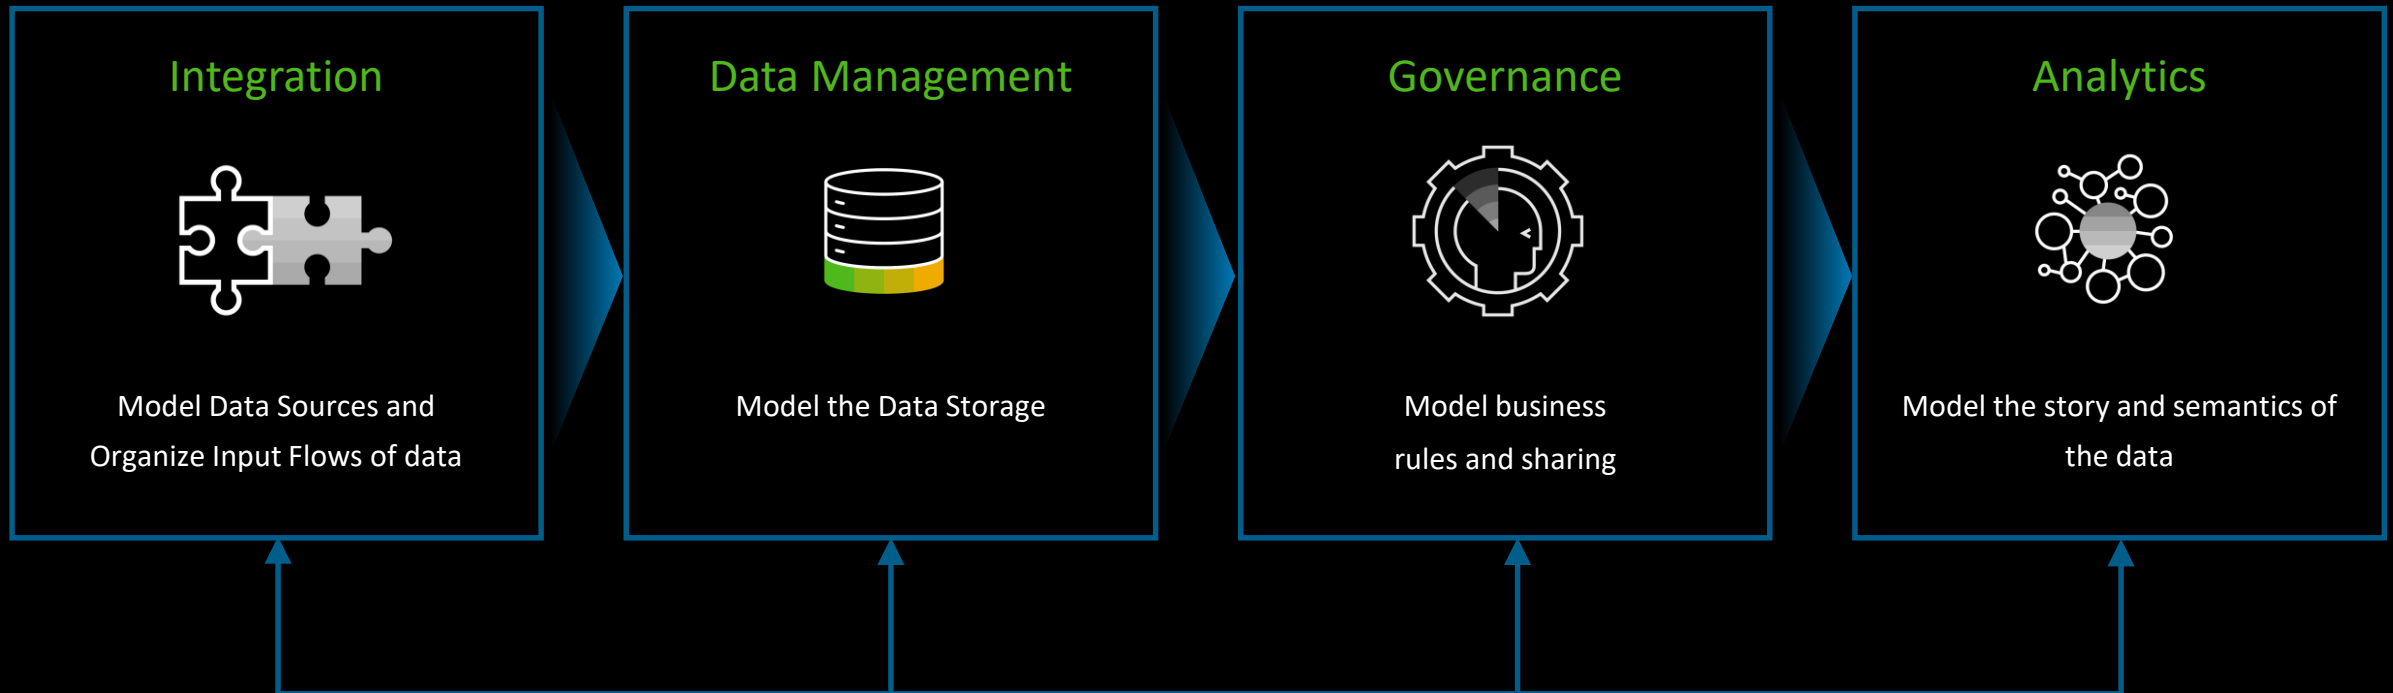 Integration
Model Data Sources and
Organize Input Flows of data
Data Management
Model the Data Storage
Governance
Model business
rules and sharing
Analytics
Model the story and semantics of
the data